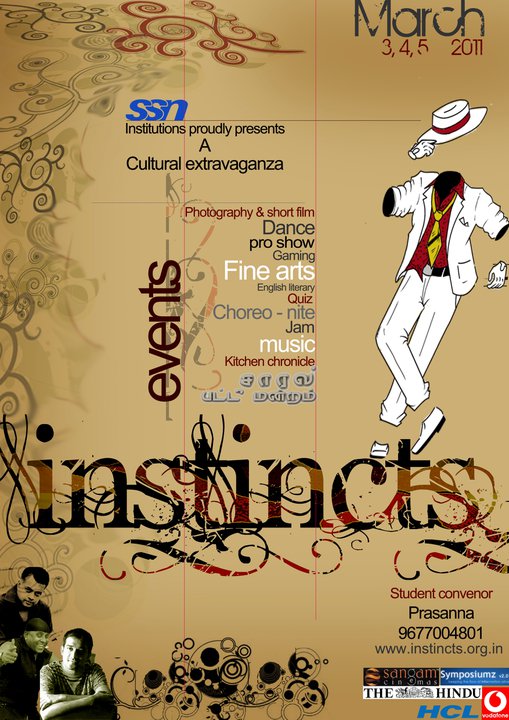 March
3, 4, 5 2011
ssn
Institutions proudly presents
A
Cultural extravaganza
events
Photography & short film
Dance
pro show
Gaming
Fine arts
English literary
Quiz
Choreo - nite
Jam
music
Kitchen chronicle
பட்டி மன்றம்
instincts
Student convenor
Prasanna
9677004801
www.instincts.org.in
sangam
cinemas
Symposiumz v2.0
THE HINDU
HCL
vodafone